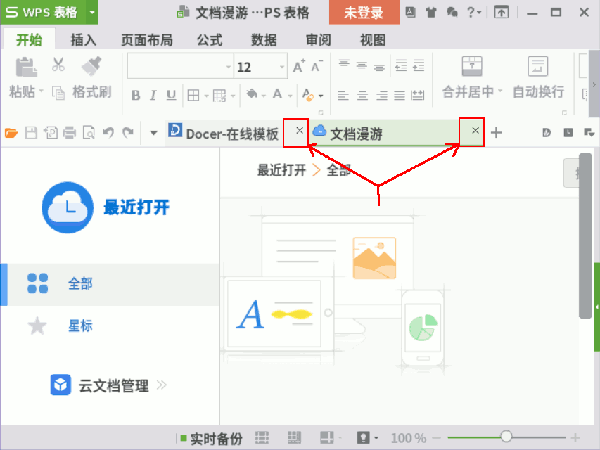 S WPS 表格 文档漫游 ···PS 表格 未登录
开始 插入 页面布局 公式 数据 审阅 视图
粘贴 格式刷 12 A+ A- 合并居中 自动换行
B I U A
Docer-在线模板 × 文档漫游 × +
最近打开 > 全部
最近打开
全部
星标
A
云文档管理 >>
实时备份 100 % − +